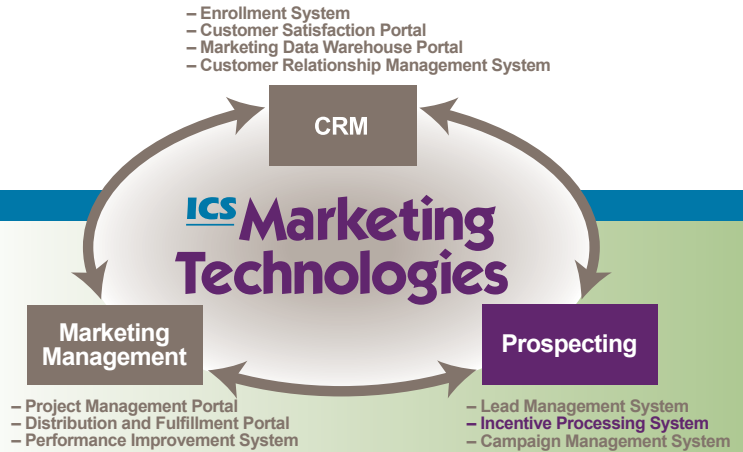 – Enrollment System
– Customer Satisfaction Portal
– Marketing Data Warehouse Portal
– Customer Relationship Management System
CRM
ICS Marketing
Technologies
Marketing
Management
Prospecting
– Project Management Portal
– Distribution and Fulfillment Portal
– Performance Improvement System
– Lead Management System
– Incentive Processing System
– Campaign Management System